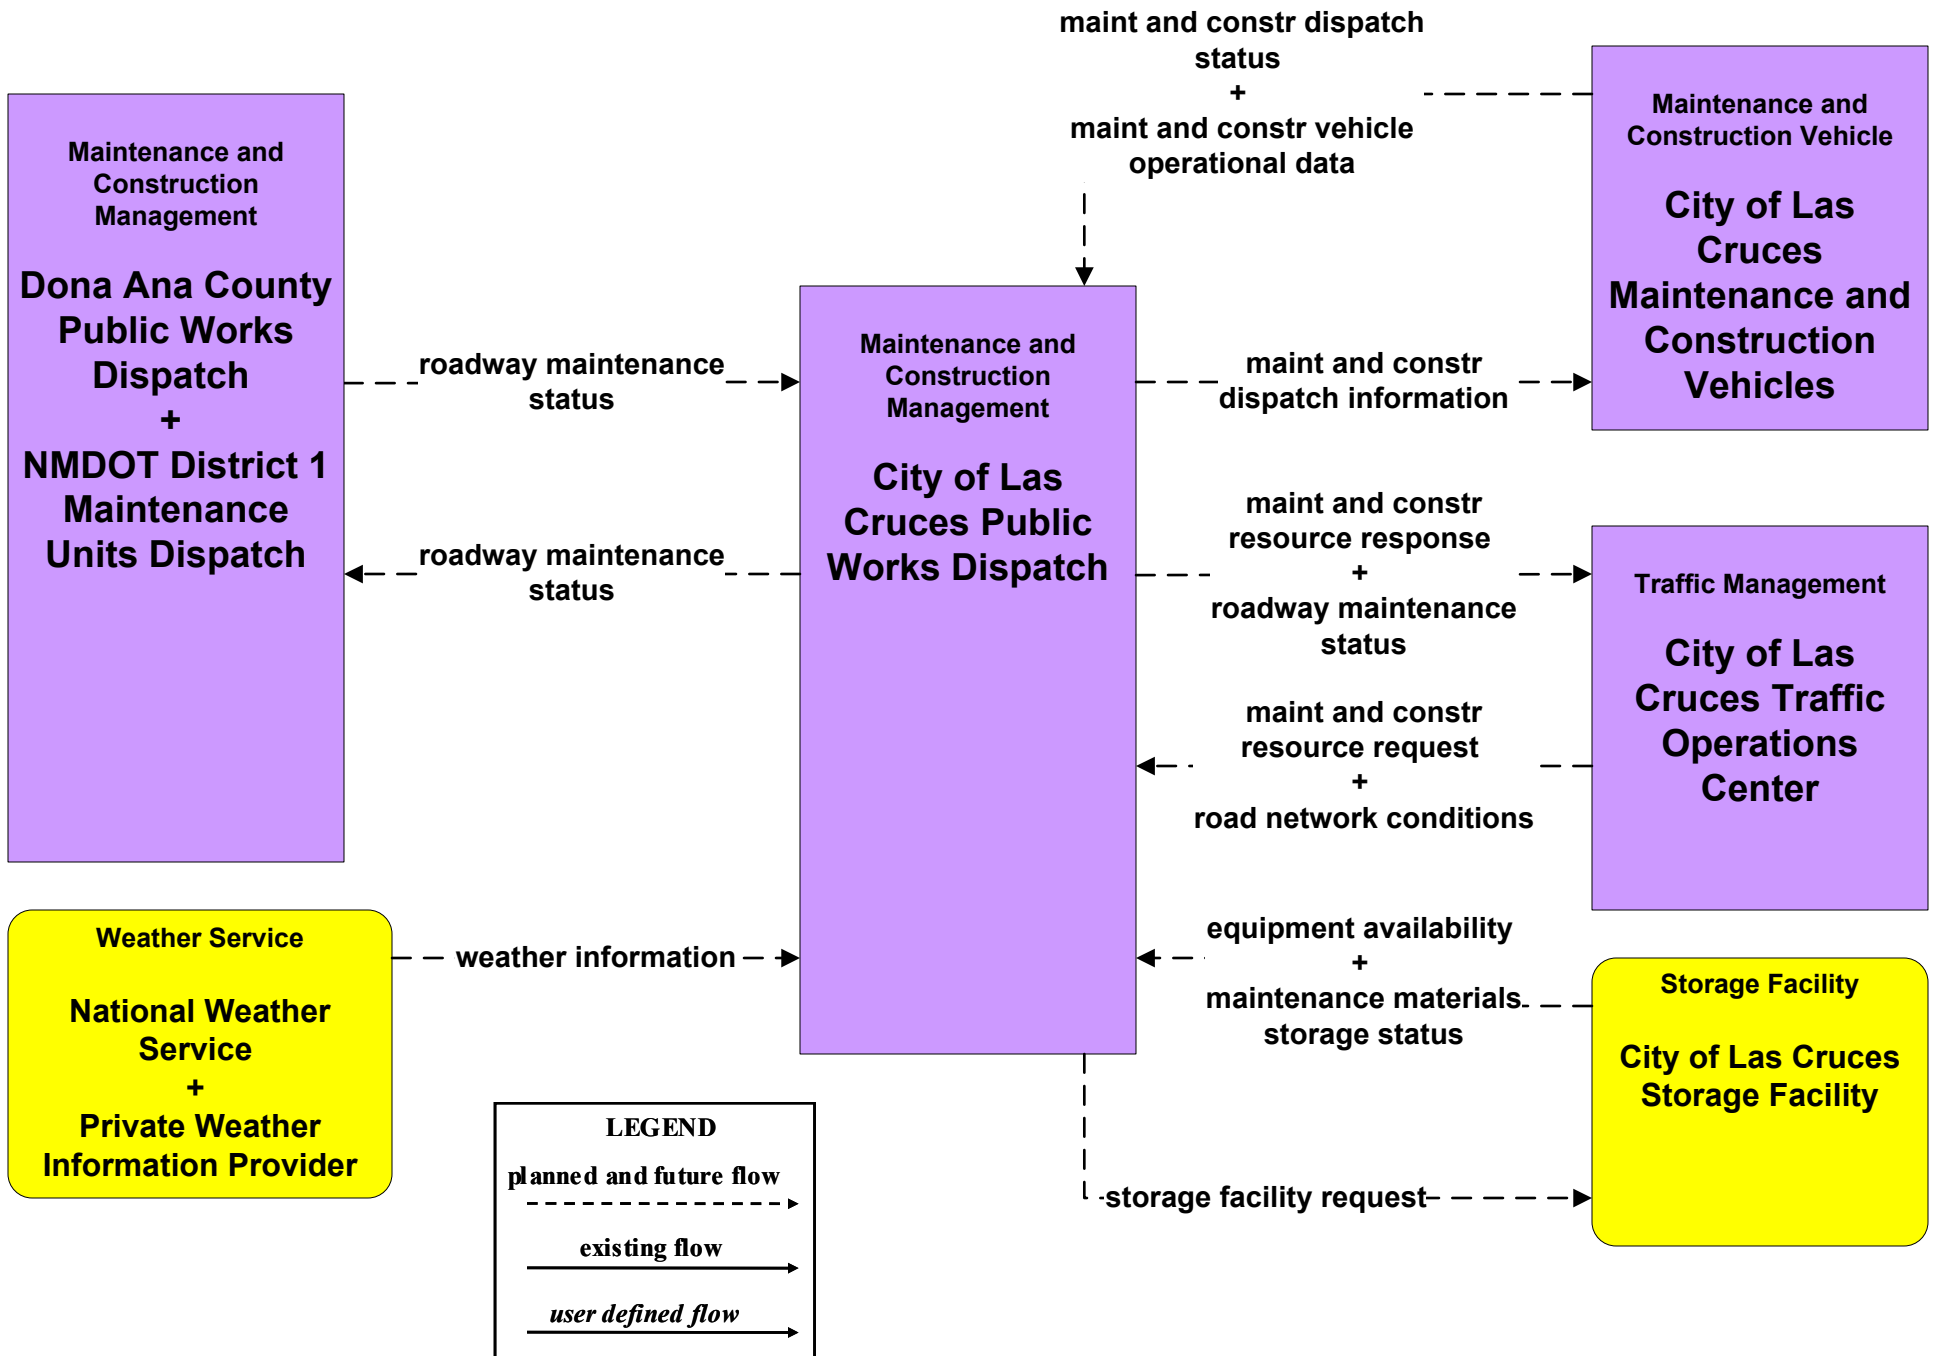 maint and constr dispatch
status
+
maint and constr vehicle
operational data
Maintenance and
Construction Vehicle
City of Las
Cruces
Maintenance and
Construction
Vehicles
Maintenance and
Construction
Management
Dona Ana County
Public Works
Dispatch
+
NMDOT District 1
Maintenance
Units Dispatch
roadway maintenance
status
roadway maintenance
status
Maintenance and
Construction
Management
City of Las
Cruces Public
Works Dispatch
maint and constr
dispatch information
maint and constr
resource response
+
roadway maintenance
status
maint and constr
resource request
+
road network conditions
Traffic Management
City of Las
Cruces Traffic
Operations
Center
Weather Service
National Weather
Service
+
Private Weather
Information Provider
weather information
equipment availability
+
maintenance materials
storage status
Storage Facility
City of Las Cruces
Storage Facility
storage facility request
LEGEND
planned and future flow
existing flow
user defined flow